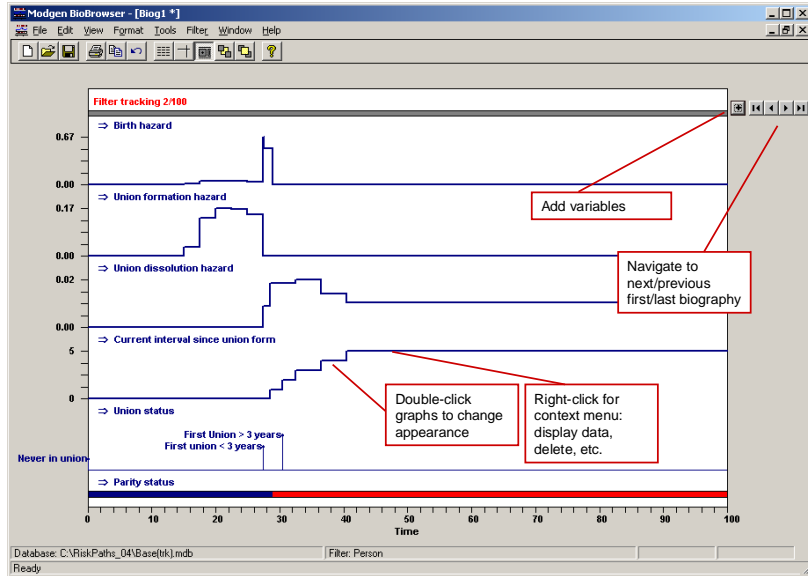 Modgen BioBrowser - [Biog1 *]
File Edit View Format Tools Filter Window Help
Filter tracking 2/100
⇒ Birth hazard
0.67
0.00
⇒ Union formation hazard
0.17
0.00
⇒ Union dissolution hazard
0.02
0.00
⇒ Current interval since union form
5
0
⇒ Union status
First Union > 3 years
First union < 3 years
Never in union
⇒ Parity status
0 10 20 30 40 50 60 70 80 90 100
Time
Add variables
Navigate to
next/previous
first/last biography
Double-click
graphs to change
appearance
Right-click for
context menu:
display data,
delete, etc.
Database: C:\RiskPaths_04\Base(trk).mdb
Filter: Person
Ready